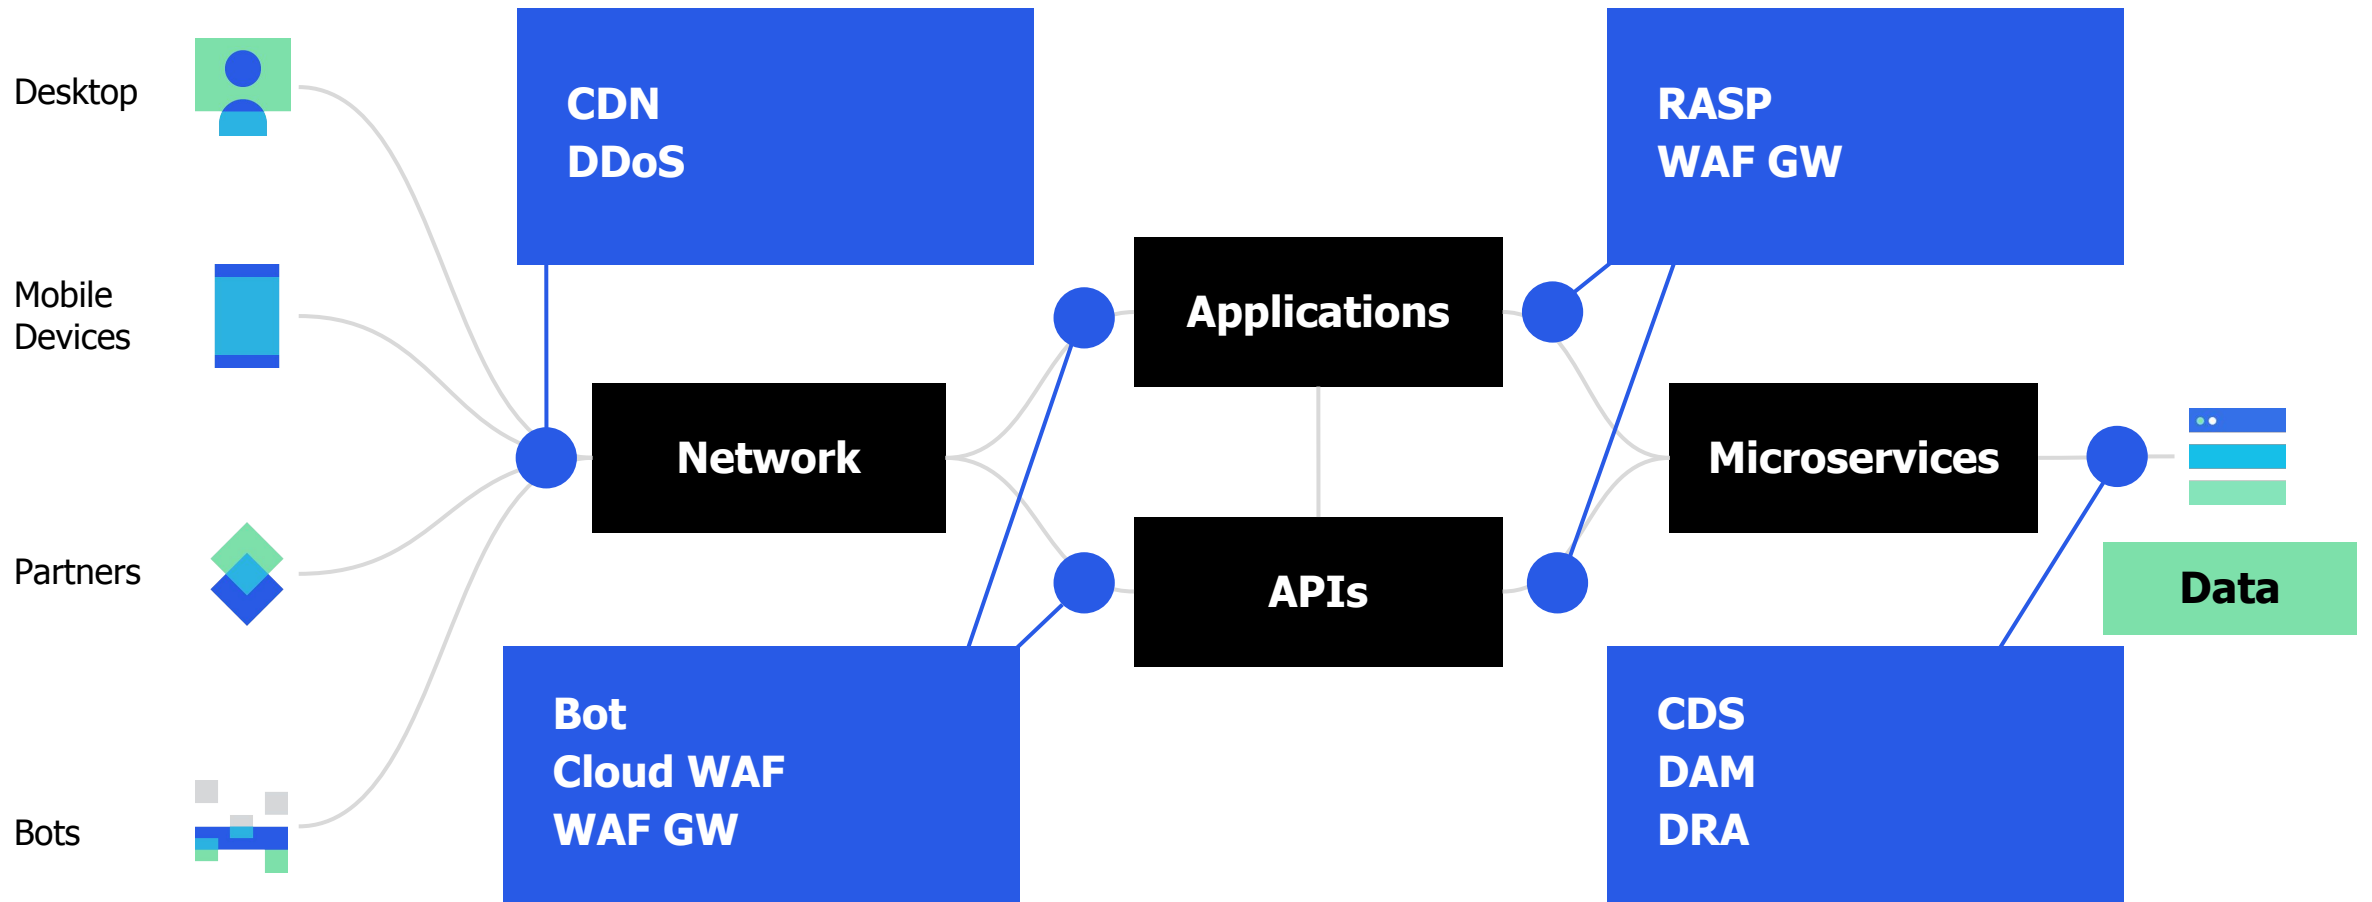 Desktop
Mobile
Devices
Partners
Bots
CDN
DDoS
Network
Bot
Cloud WAF
WAF GW
Applications
APIs
RASP
WAF GW
Microservices
CDS
DAM
DRA
Data